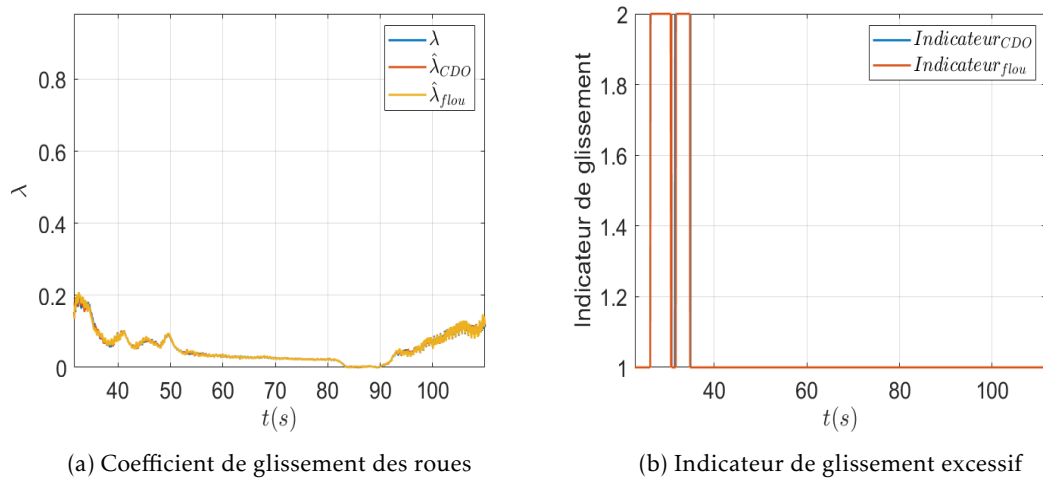 λ
λ̂_CDO
λ̂_flou
0.8
0.6
0.4
0.2
0
λ
40 50 60 70 80 90 100
t(s)
(a) Coefficient de glissement des roues
Indicateur_CDO
Indicateur_flou
2
1.8
1.6
1.4
1.2
1
Indicateur de glissement
40 60 80 100
t(s)
(b) Indicateur de glissement excessif